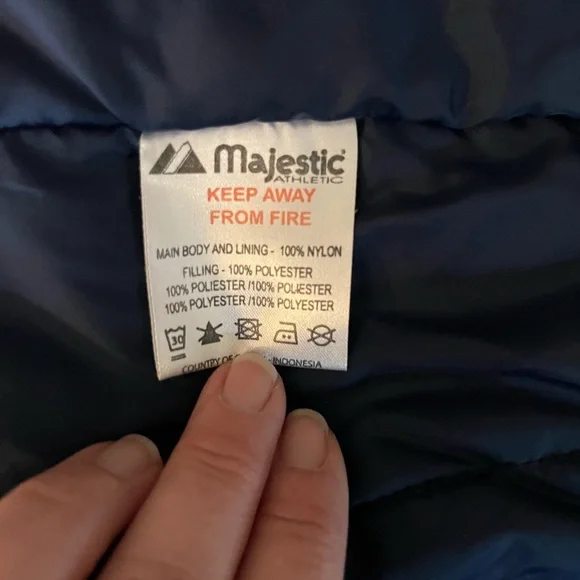 Majestic
ATHLETIC
KEEP AWAY
FROM FIRE
MAIN BODY AND LINING - 100% NYLON
FILLING - 100% POLYESTER
100% POLIESTER /100% POLIESTER
100% POLYESTER/100% POLYESTER
30
COUNTRY OF - INDONESIA